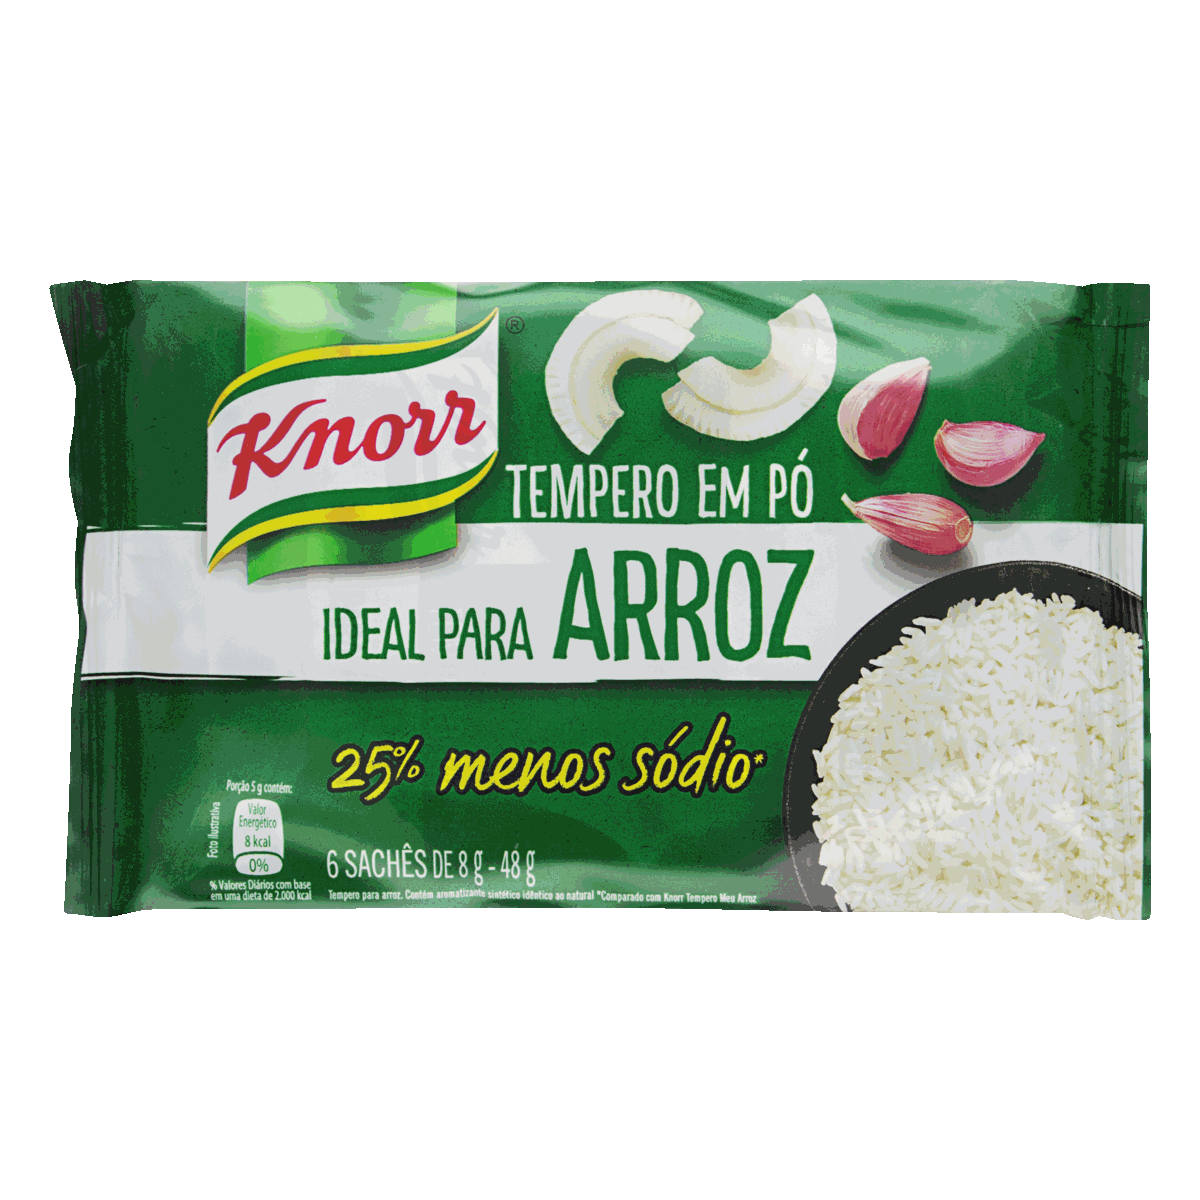 Knorr®
TEMPERO EM PÓ
IDEAL PARA ARROZ
25% menos sódio*
Porção 5 g contém:
Valor
Energético
8 kcal
0%
% Valores Diários com base
em uma dieta de 2.000 kcal
Foto Ilustrativa
6 SACHÊS DE 8 g - 48 g
Tempero para arroz. Contém aromatizante sintético idêntico ao natural *Comparado com Knorr Tempero Meu Arroz